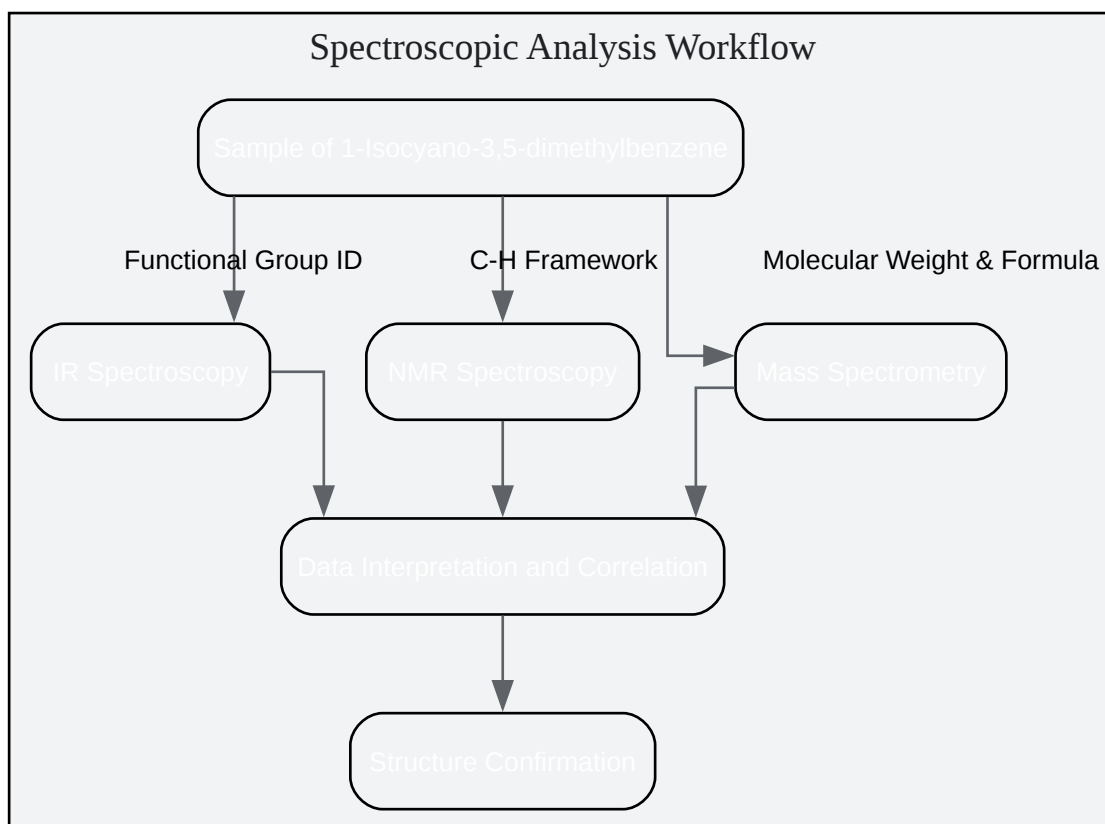 Spectroscopic Analysis Workflow
Sample of 1-Isocyano-3,5-dimethylbenzene
Functional Group ID
C-H Framework
Molecular Weight & Formula
IR Spectroscopy
NMR Spectroscopy
Mass Spectrometry
Data Interpretation and Correlation
Structure Confirmation